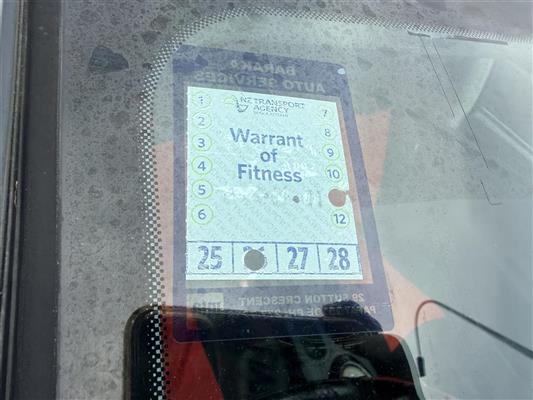 BARAKA
AUTO SERVICES
NZ TRANSPORT
AGENCY
1
2
3
4
5
6
7
8
9
10
12
Warrant
of
Fitness
25 27 28
29 SUTTON CRESCENT